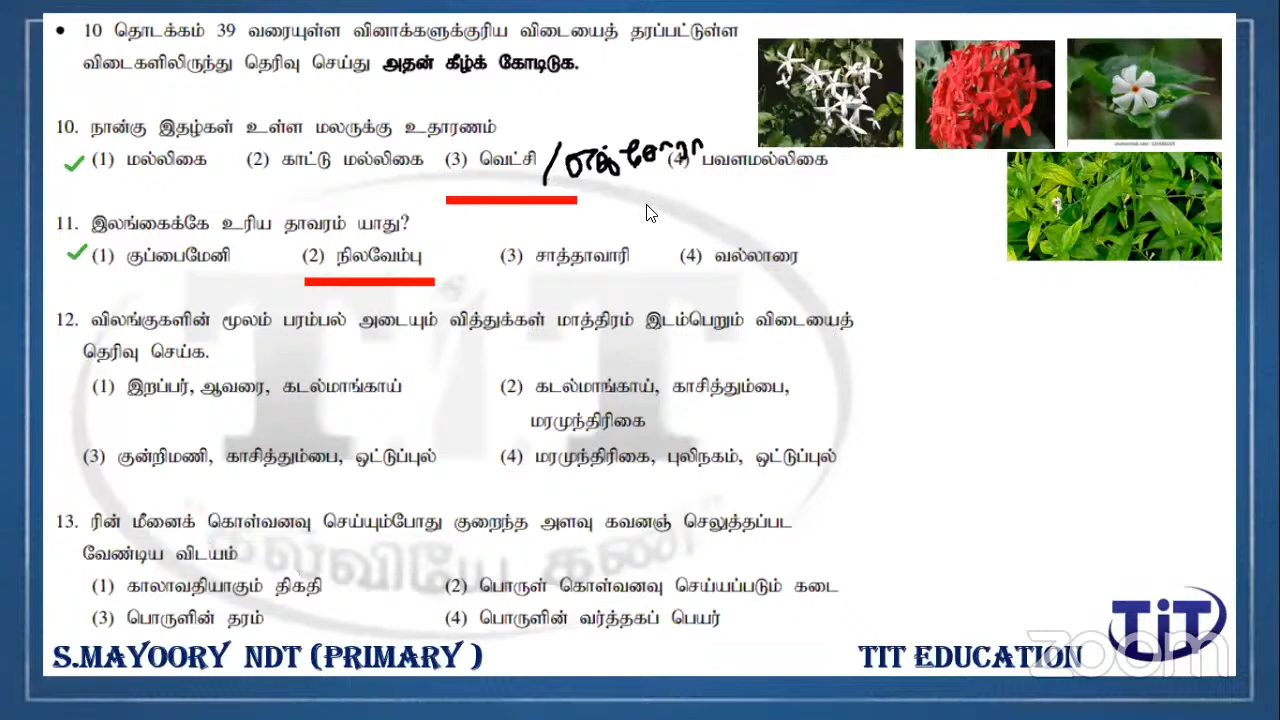 • 10 தொடக்கம் 39 வரையுள்ள வினாக்களுக்குரிய விடையைத் தரப்பட்டுள்ள
விடைகளிலிருந்து தெரிவு செய்து அதன் கீழ்க் கோடிடுக.
10. நான்கு இதழ்கள் உள்ள மலருக்கு உதாரணம்
(1) மல்லிகை (2) காட்டு மல்லிகை (3) வெட்சி / எக்சோரா (4) பவளமல்லிகை
11. இலங்கைக்கே உரிய தாவரம் யாது?
(1) குப்பைமேனி (2) நிலவேம்பு (3) சாத்தாவாரி (4) வல்லாரை
12. விலங்குகளின் மூலம் பரம்பல் அடையும் வித்துக்கள் மாத்திரம் இடம்பெறும் விடையைத்
தெரிவு செய்க.
(1) இறப்பர், ஆவரை, கடல்மாங்காய் (2) கடல்மாங்காய், காசித்தும்பை,
மரமுந்திரிகை
(3) குன்றிமணி, காசித்தும்பை, ஒட்டுப்புல் (4) மரமுந்திரிகை, புலிநகம், ஒட்டுப்புல்
13. ரின் மீனைக் கொள்வனவு செய்யும்போது குறைந்த அளவு கவனஞ் செலுத்தப்பட
வேண்டிய விடயம்
(1) காலாவதியாகும் திகதி (2) பொருள் கொள்வனவு செய்யப்படும் கடை
(3) பொருளின் தரம் (4) பொருளின் வர்த்தகப் பெயர்
T.I.T
கல்வியே கண்
TiT
zoom
S.MAYOORY NDT (PRIMARY ) TIT EDUCATION